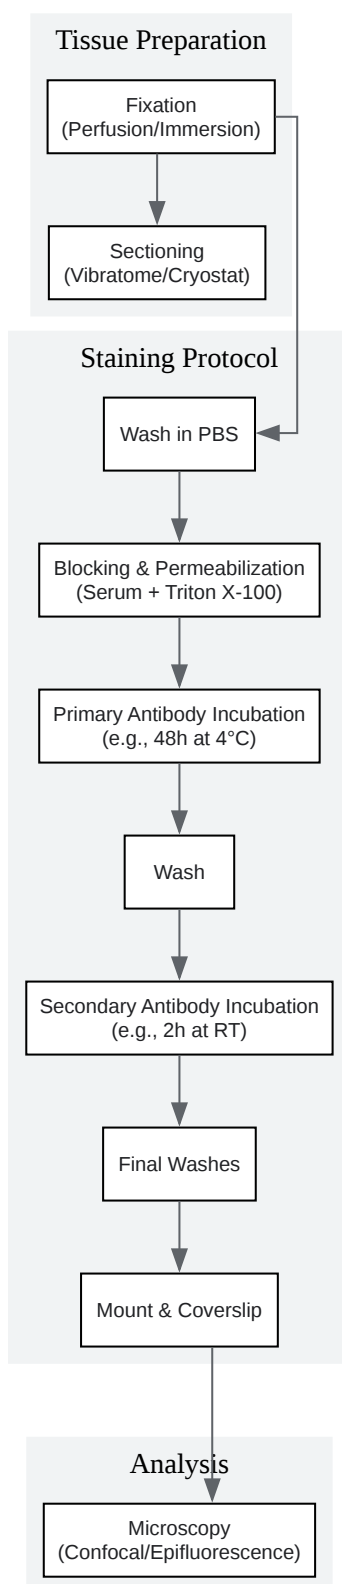 Tissue Preparation
Fixation
(Perfusion/Immersion)
Sectioning
(Vibratome/Cryostat)
Staining Protocol
Wash in PBS
Blocking & Permeabilization
(Serum + Triton X-100)
Primary Antibody Incubation
(e.g., 48h at 4°C)
Wash
Secondary Antibody Incubation
(e.g., 2h at RT)
Final Washes
Mount & Coverslip
Analysis
Microscopy
(Confocal/Epifluorescence)